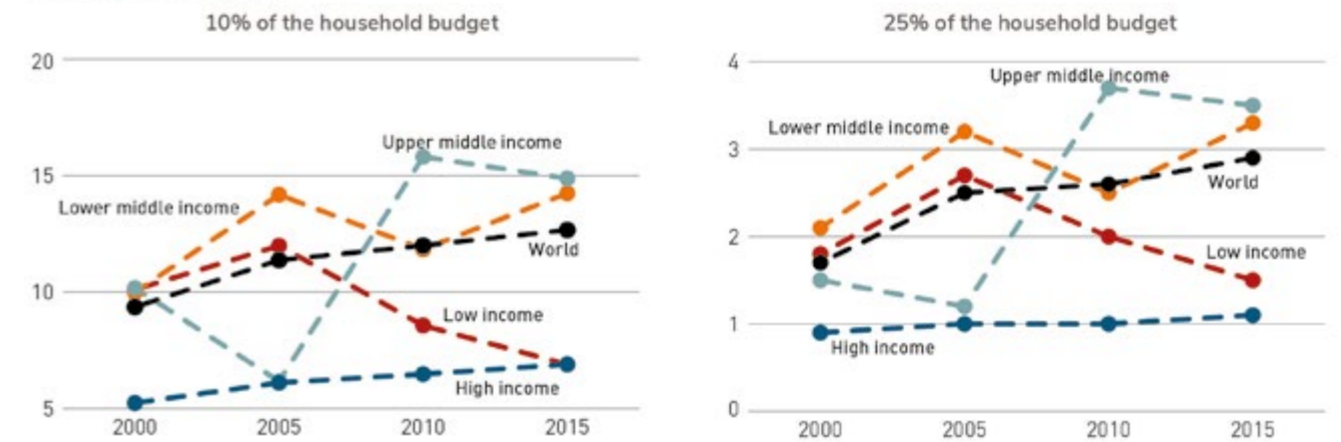 10% of the household budget
20
15
10
5
Upper middle income
Lower middle income
World
Low income
High income
2000 2005 2010 2015
25% of the household budget
4
3
2
1
0
Upper middle income
Lower middle income
World
Low income
High income
2000 2005 2010 2015